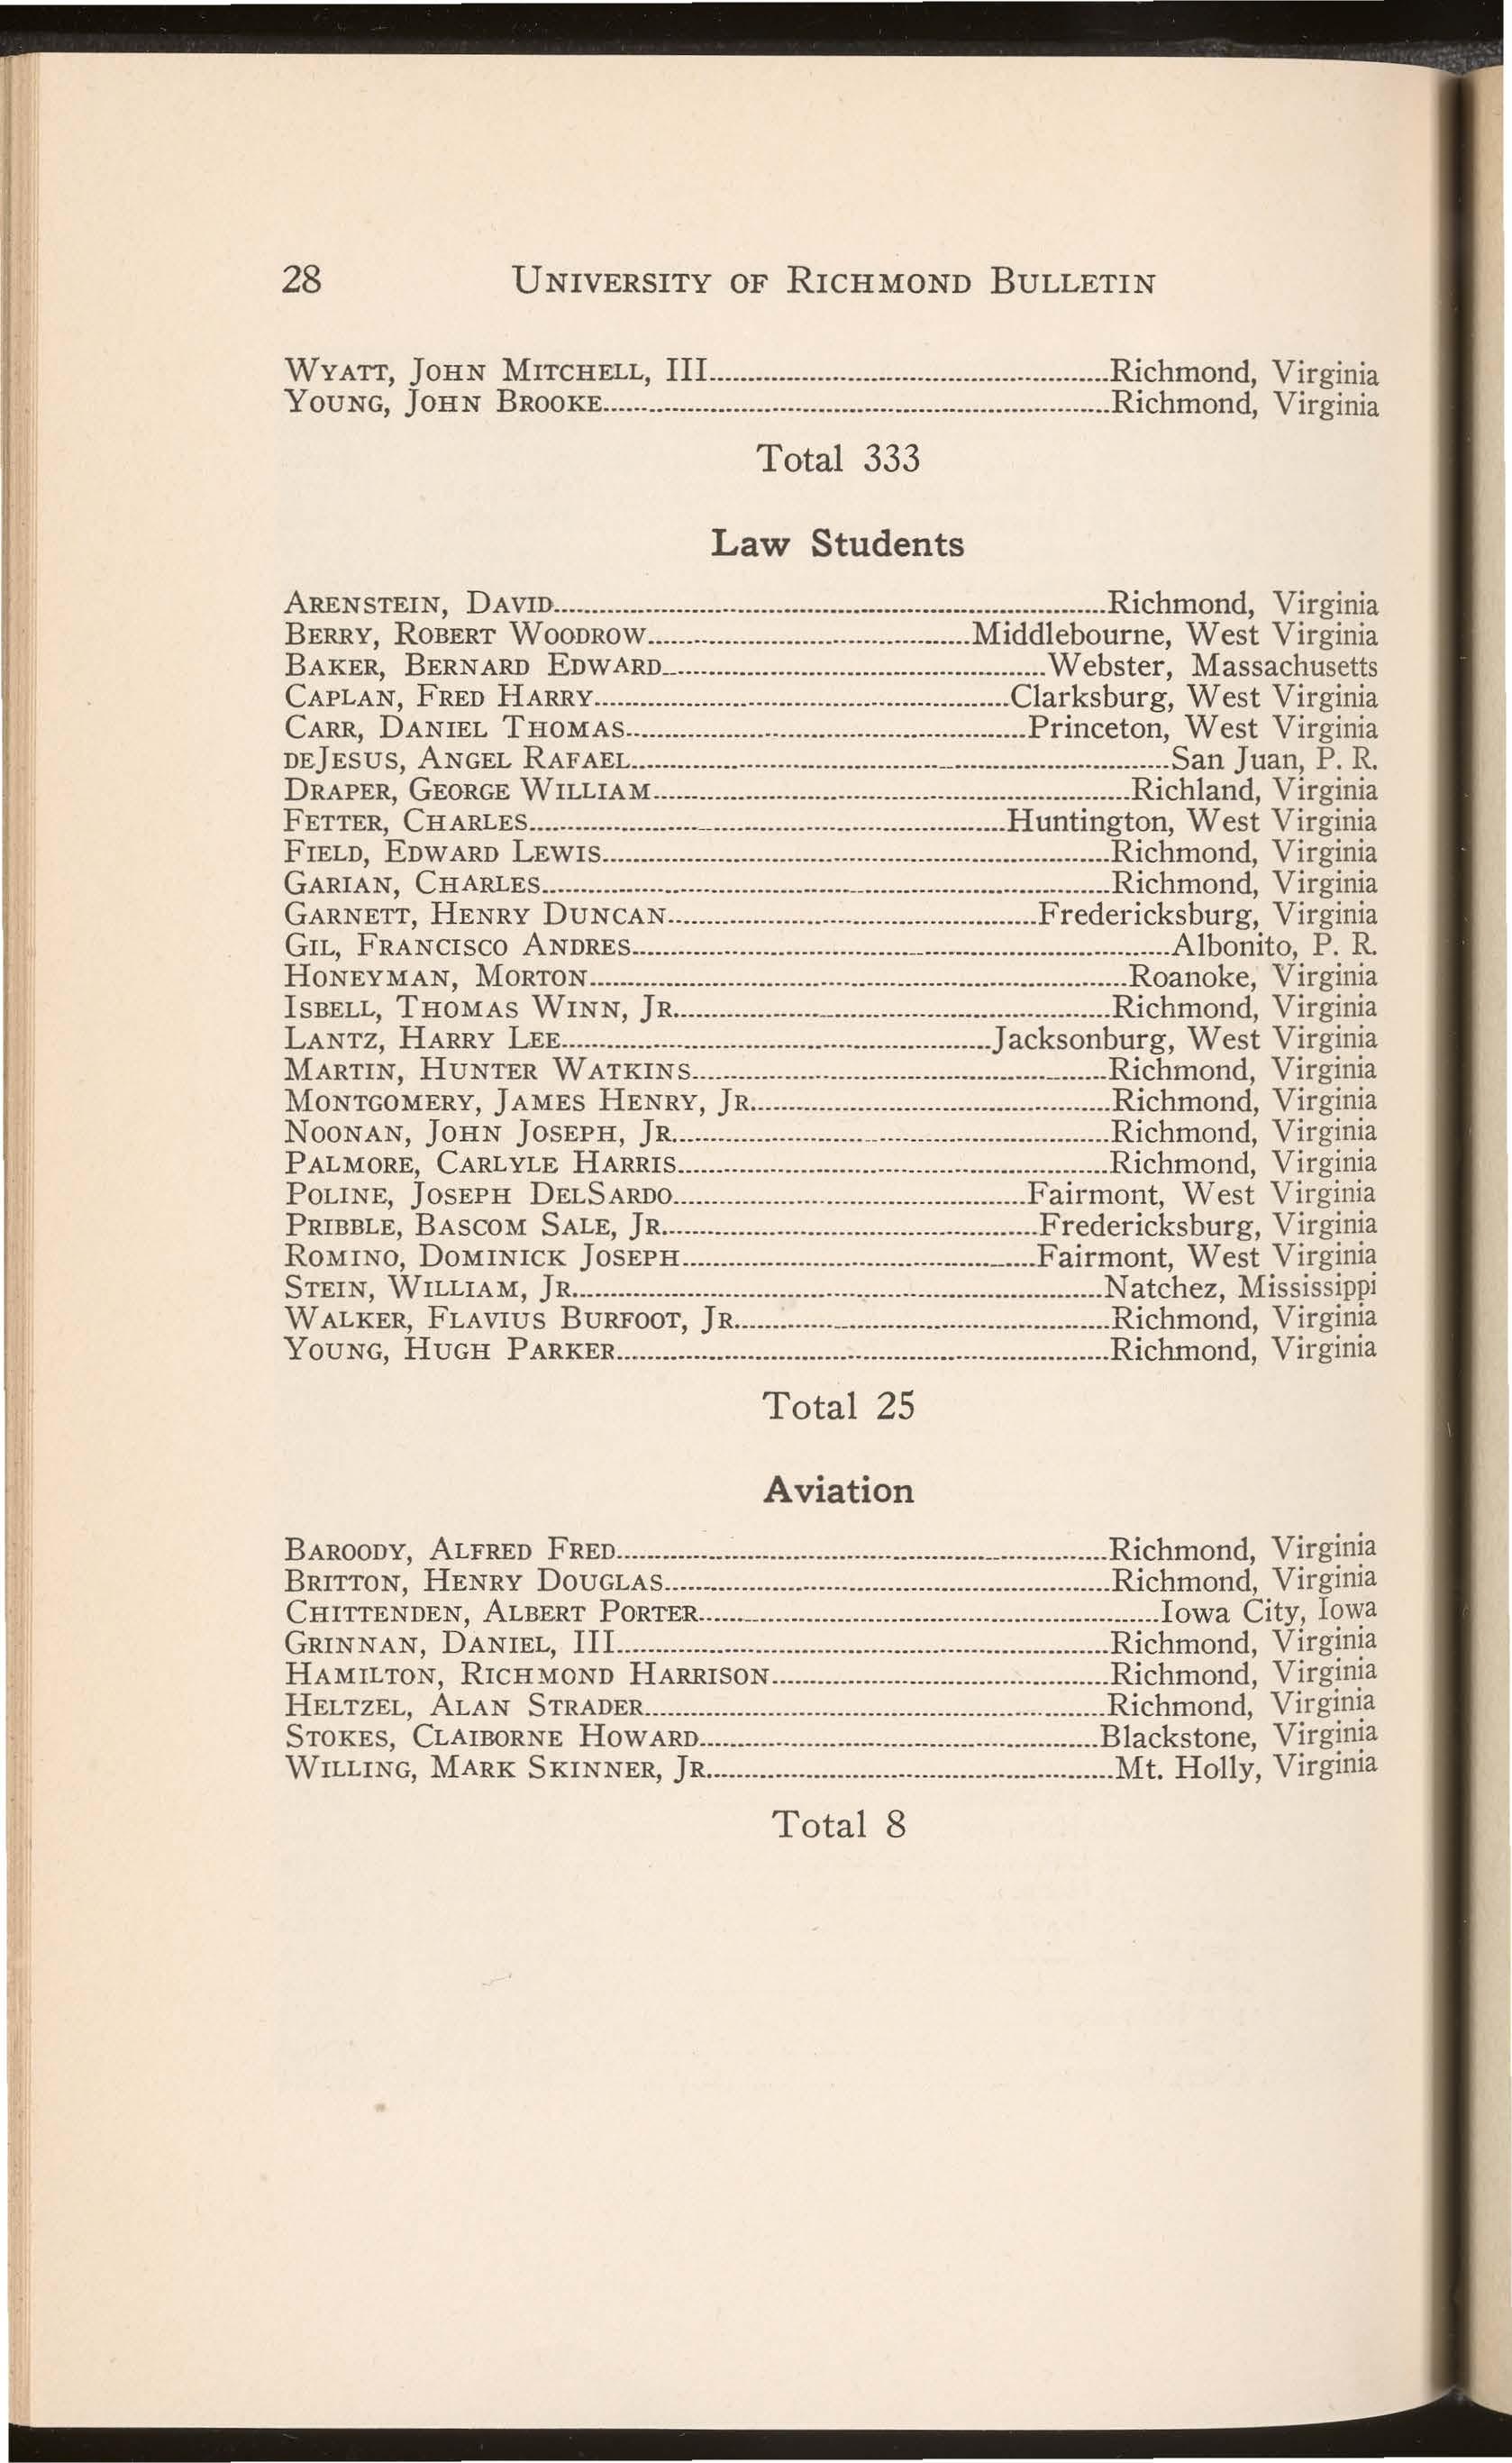 28 UNIVERSITY OF RICHMOND BULLETIN
WYATT, JOHN MITCHELL, III Richmond, Virginia
YOUNG, JOHN BROOKE Richmond, Virginia
Total 333
Law Students
ARENSTEIN, DAVID Richmond, Virginia
BERRY, ROBERT WOODROW Middlebourne, West Virginia
BAKER, BERNARD EDWARD Webster, Massachusetts
CAPLAN, FRED HARRY Clarksburg, West Virginia
CARR, DANIEL THOMAS Princeton, West Virginia
DEJESUS, ANGEL RAFAEL San Juan, P. R.
DRAPER, GEORGE WILLIAM Richland, Virginia
FETTER, CHARLES Huntington, West Virginia
FIELD, EDWARD LEWIS Richmond, Virginia
GARIAN, CHARLES Richmond, Virginia
GARNETT, HENRY DUNCAN Fredericksburg, Virginia
GIL, FRANCISCO ANDRES Albonito, P. R.
HONEYMAN, MORTON Roanoke, Virginia
ISBELL, THOMAS WINN, JR. Richmond, Virginia
LANTZ, HARRY LEE Jacksonburg, West Virginia
MARTIN, HUNTER WATKINS Richmond, Virginia
MONTGOMERY, JAMES HENRY, JR. Richmond, Virginia
NOONAN, JOHN JOSEPH, JR. Richmond, Virginia
PALMORE, CARLYLE HARRIS Richmond, Virginia
POLINE, JOSEPH DELSARDO Fairmont, West Virginia
PRIBBLE, BASCOM SALE, JR. Fredericksburg, Virginia
ROMINO, DOMINICK JOSEPH Fairmont, West Virginia
STEIN, WILLIAM, JR. Natchez, Mississippi
WALKER, FLAVIUS BURFOOT, JR. Richmond, Virginia
YOUNG, HUGH PARKER Richmond, Virginia
Total 25
Aviation
BAROODY, ALFRED FRED Richmond, Virginia
BRITTON, HENRY DOUGLAS Richmond, Virginia
CHITTENDEN, ALBERT PORTER Iowa City, Iowa
GRINNAN, DANIEL, III Richmond, Virginia
HAMILTON, RICHMOND HARRISON Richmond, Virginia
HELTZEL, ALAN STRADER Richmond, Virginia
STOKES, CLAIBORNE HOWARD Blackstone, Virginia
WILLING, MARK SKINNER, JR. Mt. Holly, Virginia
Total 8